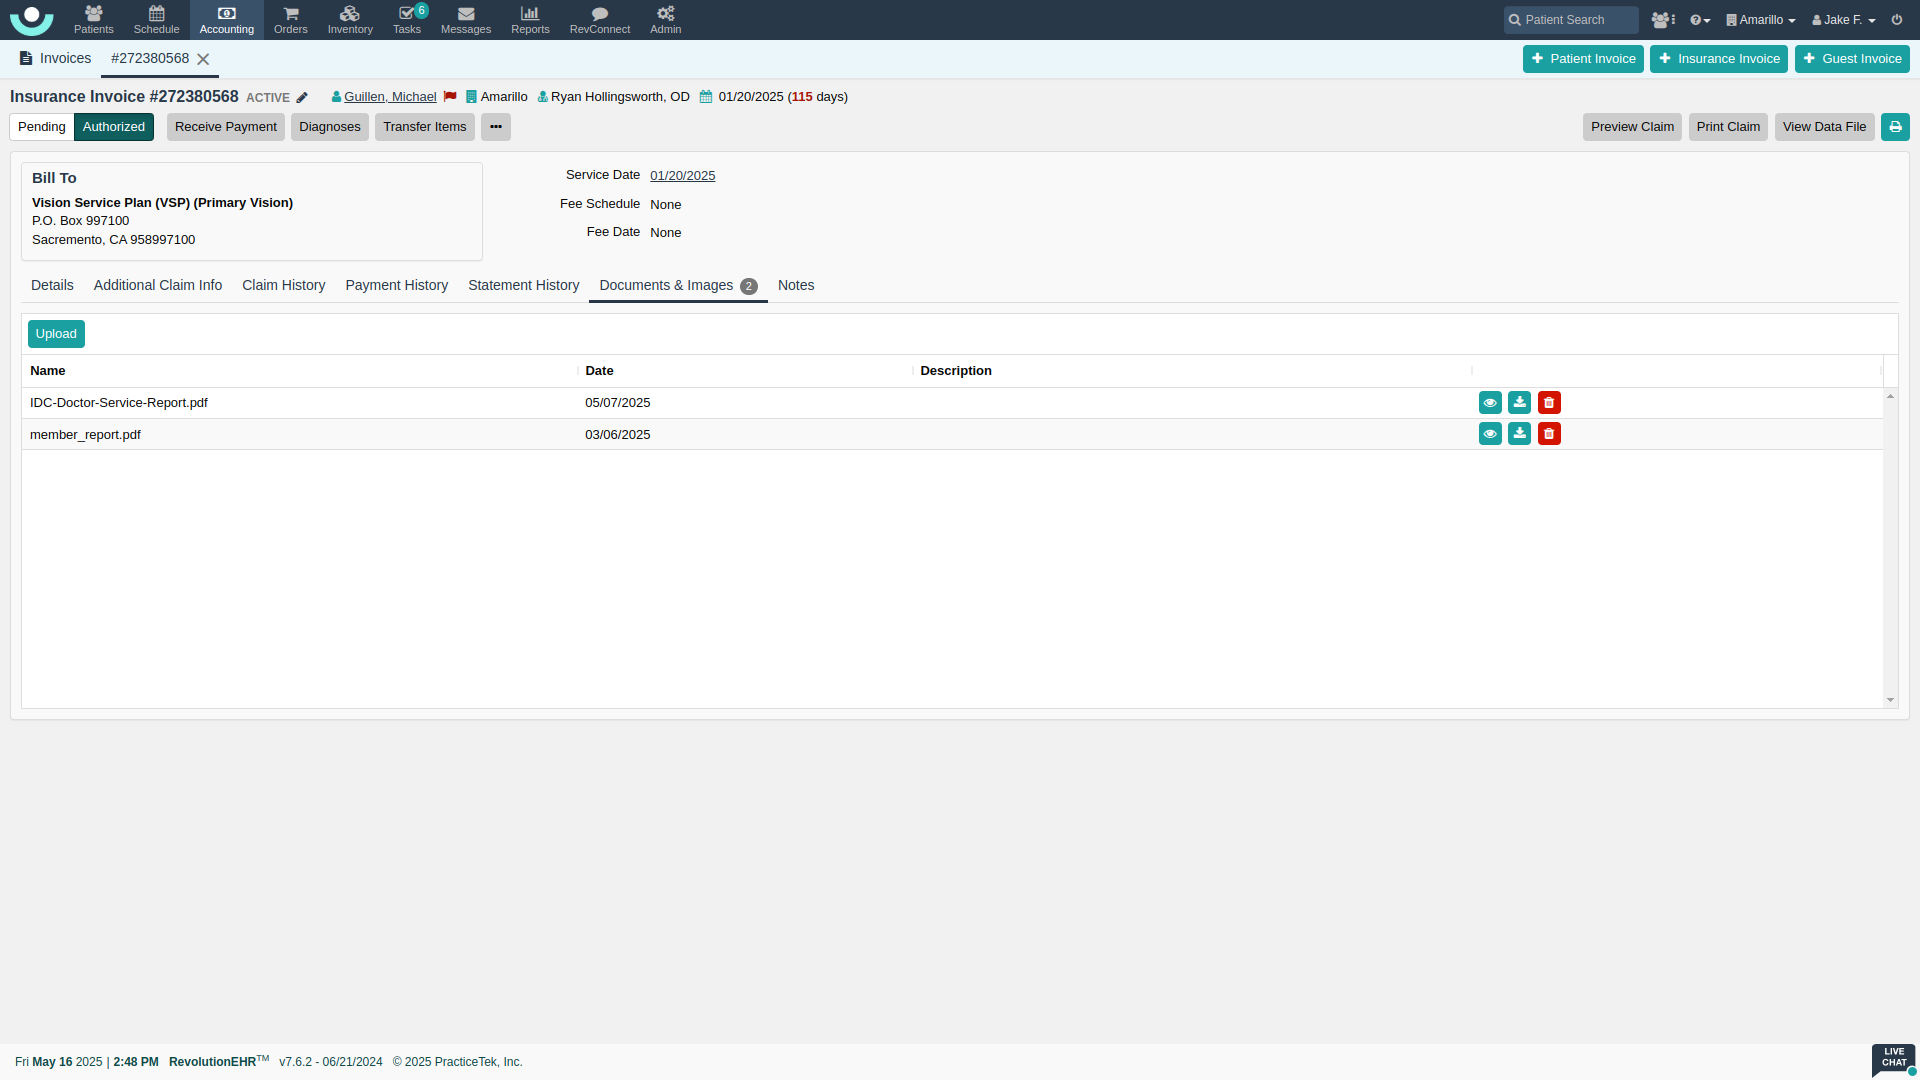 Patients
Schedule
Accounting
Orders
Inventory
Tasks
6
Messages
Reports
RevConnect
Admin
Patient Search
Amarillo
Jake F.
Invoices
#272380568
Patient Invoice
Insurance Invoice
Guest Invoice
Insurance Invoice #272380568 ACTIVE Guillen, Michael Amarillo Ryan Hollingsworth, OD 01/20/2025 (115 days)
Pending
Authorized
Receive Payment
Diagnoses
Transfer Items
Preview Claim
Print Claim
View Data File
Bill To
Vision Service Plan (VSP) (Primary Vision)
P.O. Box 997100
Sacremento, CA 958997100
Service Date 01/20/2025
Fee Schedule None
Fee Date None
Details
Additional Claim Info
Claim History
Payment History
Statement History
Documents & Images 2
Notes
Upload
Name Date Description
IDC-Doctor-Service-Report.pdf 05/07/2025
member_report.pdf 03/06/2025
Fri May 16 2025 | 2:48 PM RevolutionEHR™ v7.6.2 - 06/21/2024 © 2025 PracticeTek, Inc.
LIVE
CHAT